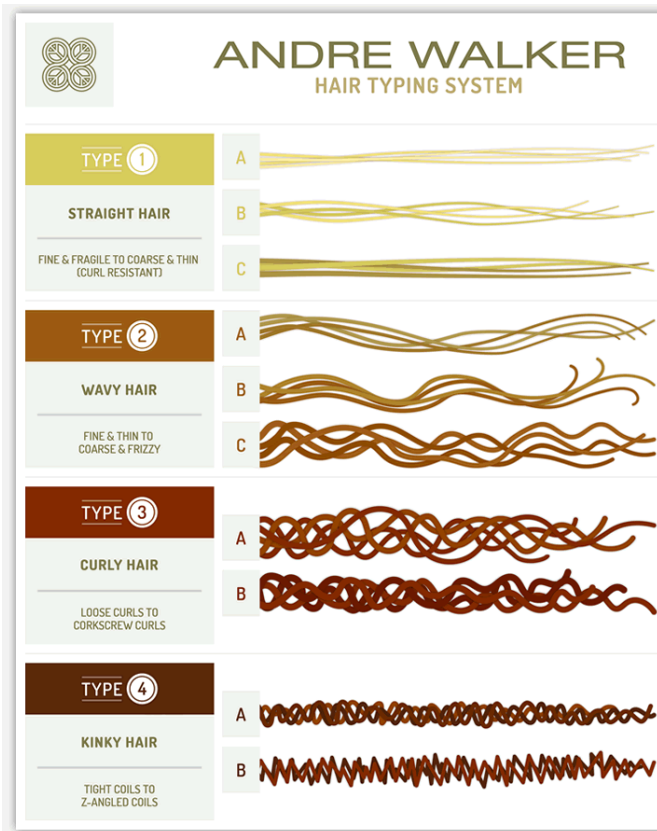 ANDRE WALKER
HAIR TYPING SYSTEM
TYPE 1
A
STRAIGHT HAIR
B
FINE & FRAGILE TO COARSE & THIN
(CURL RESISTANT)
C
TYPE 2
A
WAVY HAIR
B
FINE & THIN TO
COARSE & FRIZZY
C
TYPE 3
A
CURLY HAIR
B
LOOSE CURLS TO
CORKSCREW CURLS
TYPE 4
A
KINKY HAIR
B
TIGHT COILS TO
Z-ANGLED COILS